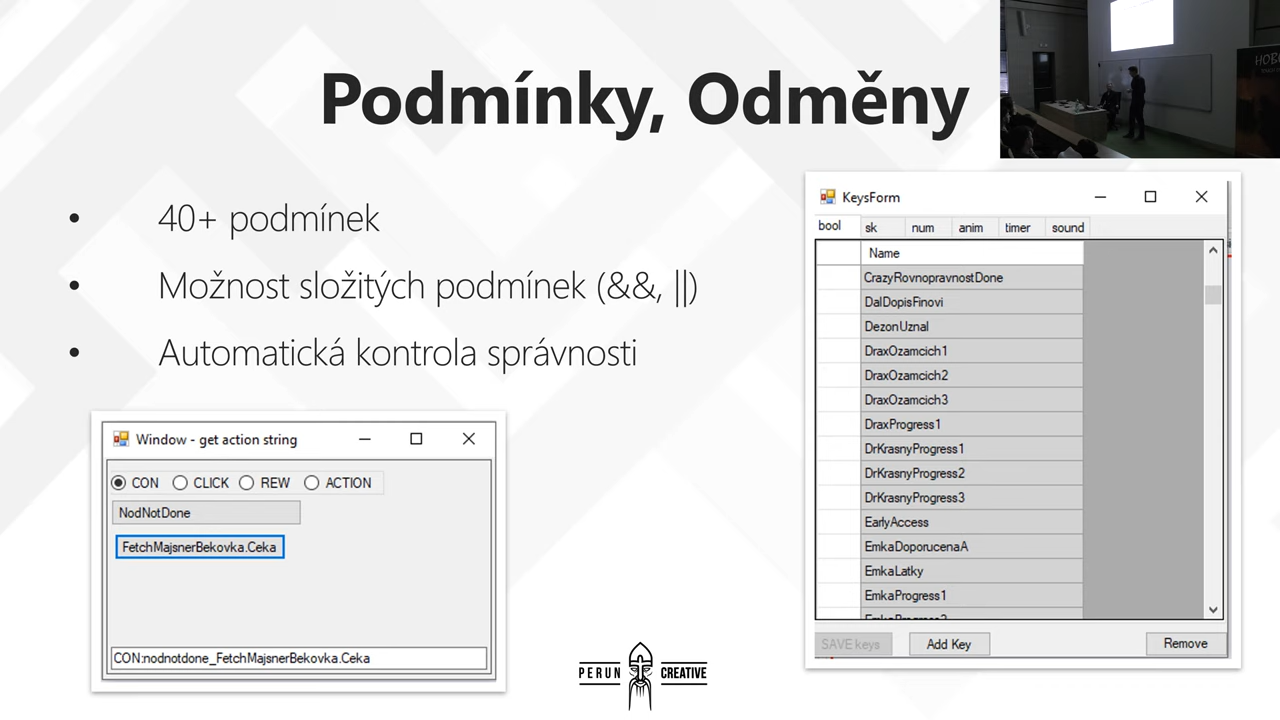 Podmínky, Odměny
• 40+ podmínek
• Možnost složitých podmínek (&&, ||)
• Automatická kontrola správnosti
Window - get action string
CON CLICK REW ACTION
NodNotDone
FetchMajsnerBekovka.Ceka
CON:nodnotdone_FetchMajsnerBekovka.Ceka
KeysForm
bool sk num anim timer sound
Name
CrazyRovnopravnostDone
DalDopisFinovi
DezonUznal
DraxOzamcich1
DraxOzamcich2
DraxOzamcich3
DraxProgress1
DrKrasnyProgress1
DrKrasnyProgress2
DrKrasnyProgress3
EarlyAccess
EmkaDoporucenaA
EmkaLatky
EmkaProgress1
SAVE keys Add Key Remove
PERUN CREATIVE